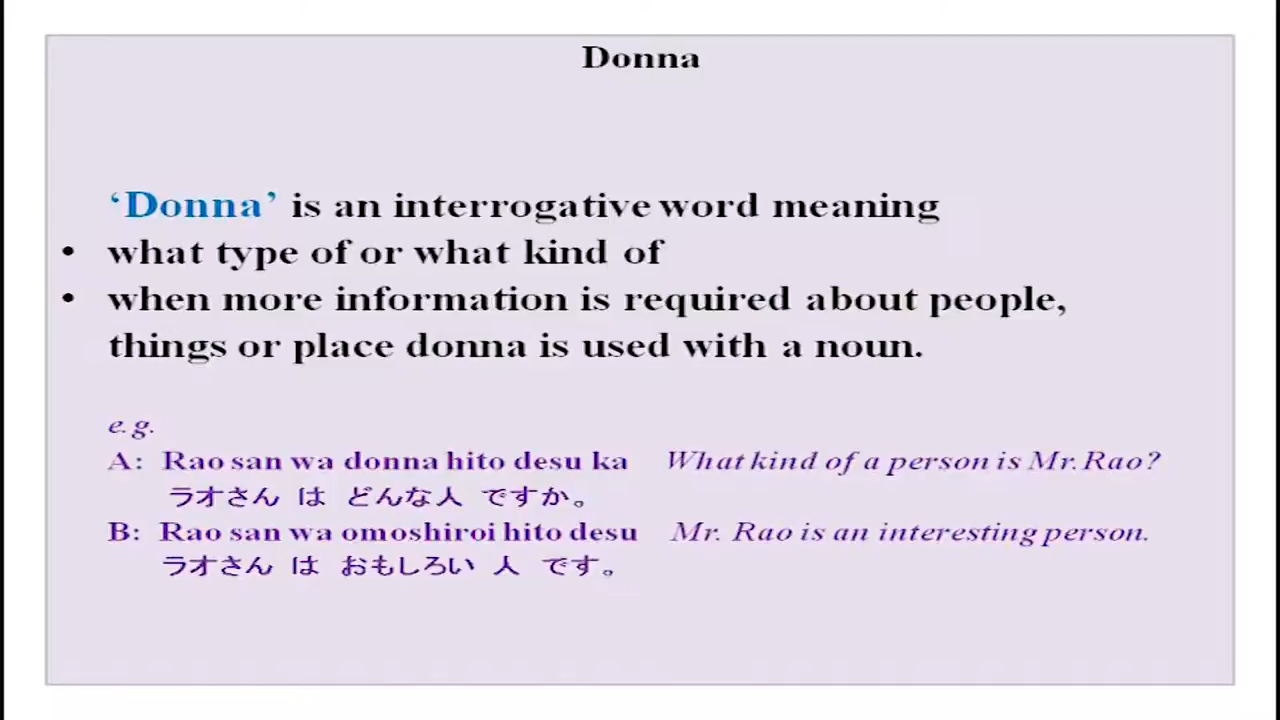 Donna
‘Donna’ is an interrogative word meaning
• what type of or what kind of
• when more information is required about people,
things or place donna is used with a noun.
e.g.
A: Rao san wa donna hito desu ka What kind of a person is Mr. Rao?
ラオさん は どんな人 ですか。
B: Rao san wa omoshiroi hito desu Mr. Rao is an interesting person.
ラオさん は おもしろい 人 です。